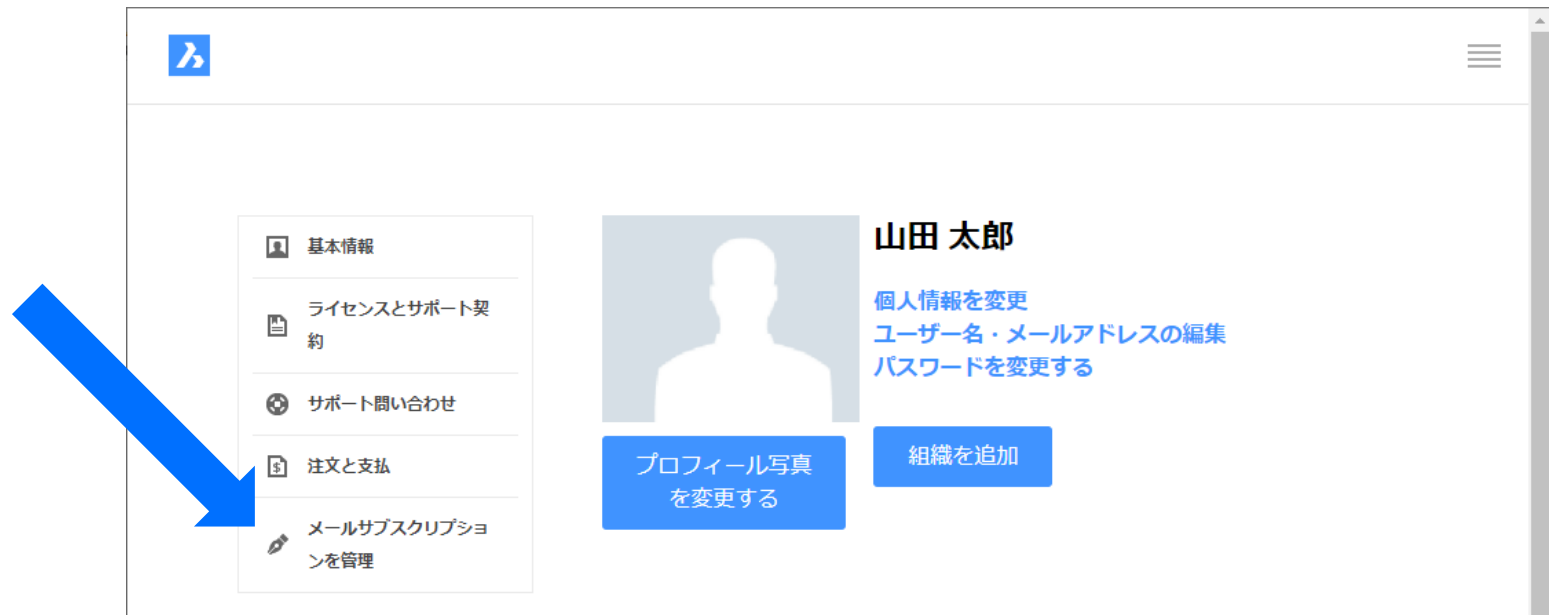 基本情報
ライセンスとサポート契
約
サポート問い合わせ
注文と支払
メールサブスクリプショ
ンを管理
山田 太郎
個人情報を変更
ユーザー名・メールアドレスの編集
パスワードを変更する
プロフィール写真
を変更する
組織を追加